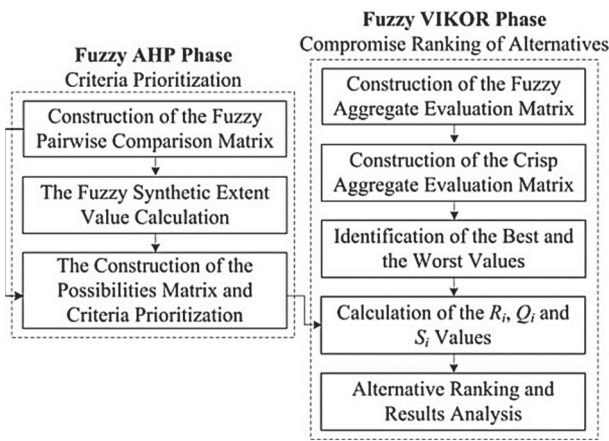 Fuzzy AHP Phase
Criteria Prioritization
Construction of the Fuzzy
Pairwise Comparison Matrix
The Fuzzy Synthetic Extent
Value Calculation
The Construction of the
Possibilities Matrix and
Criteria Prioritization
Fuzzy VIKOR Phase
Compromise Ranking of Alternatives
Construction of the Fuzzy
Aggregate Evaluation Matrix
Construction of the Crisp
Aggregate Evaluation Matrix
Identification of the Best and
the Worst Values
Calculation of the Ri, Qi and
Si Values
Alternative Ranking and
Results Analysis